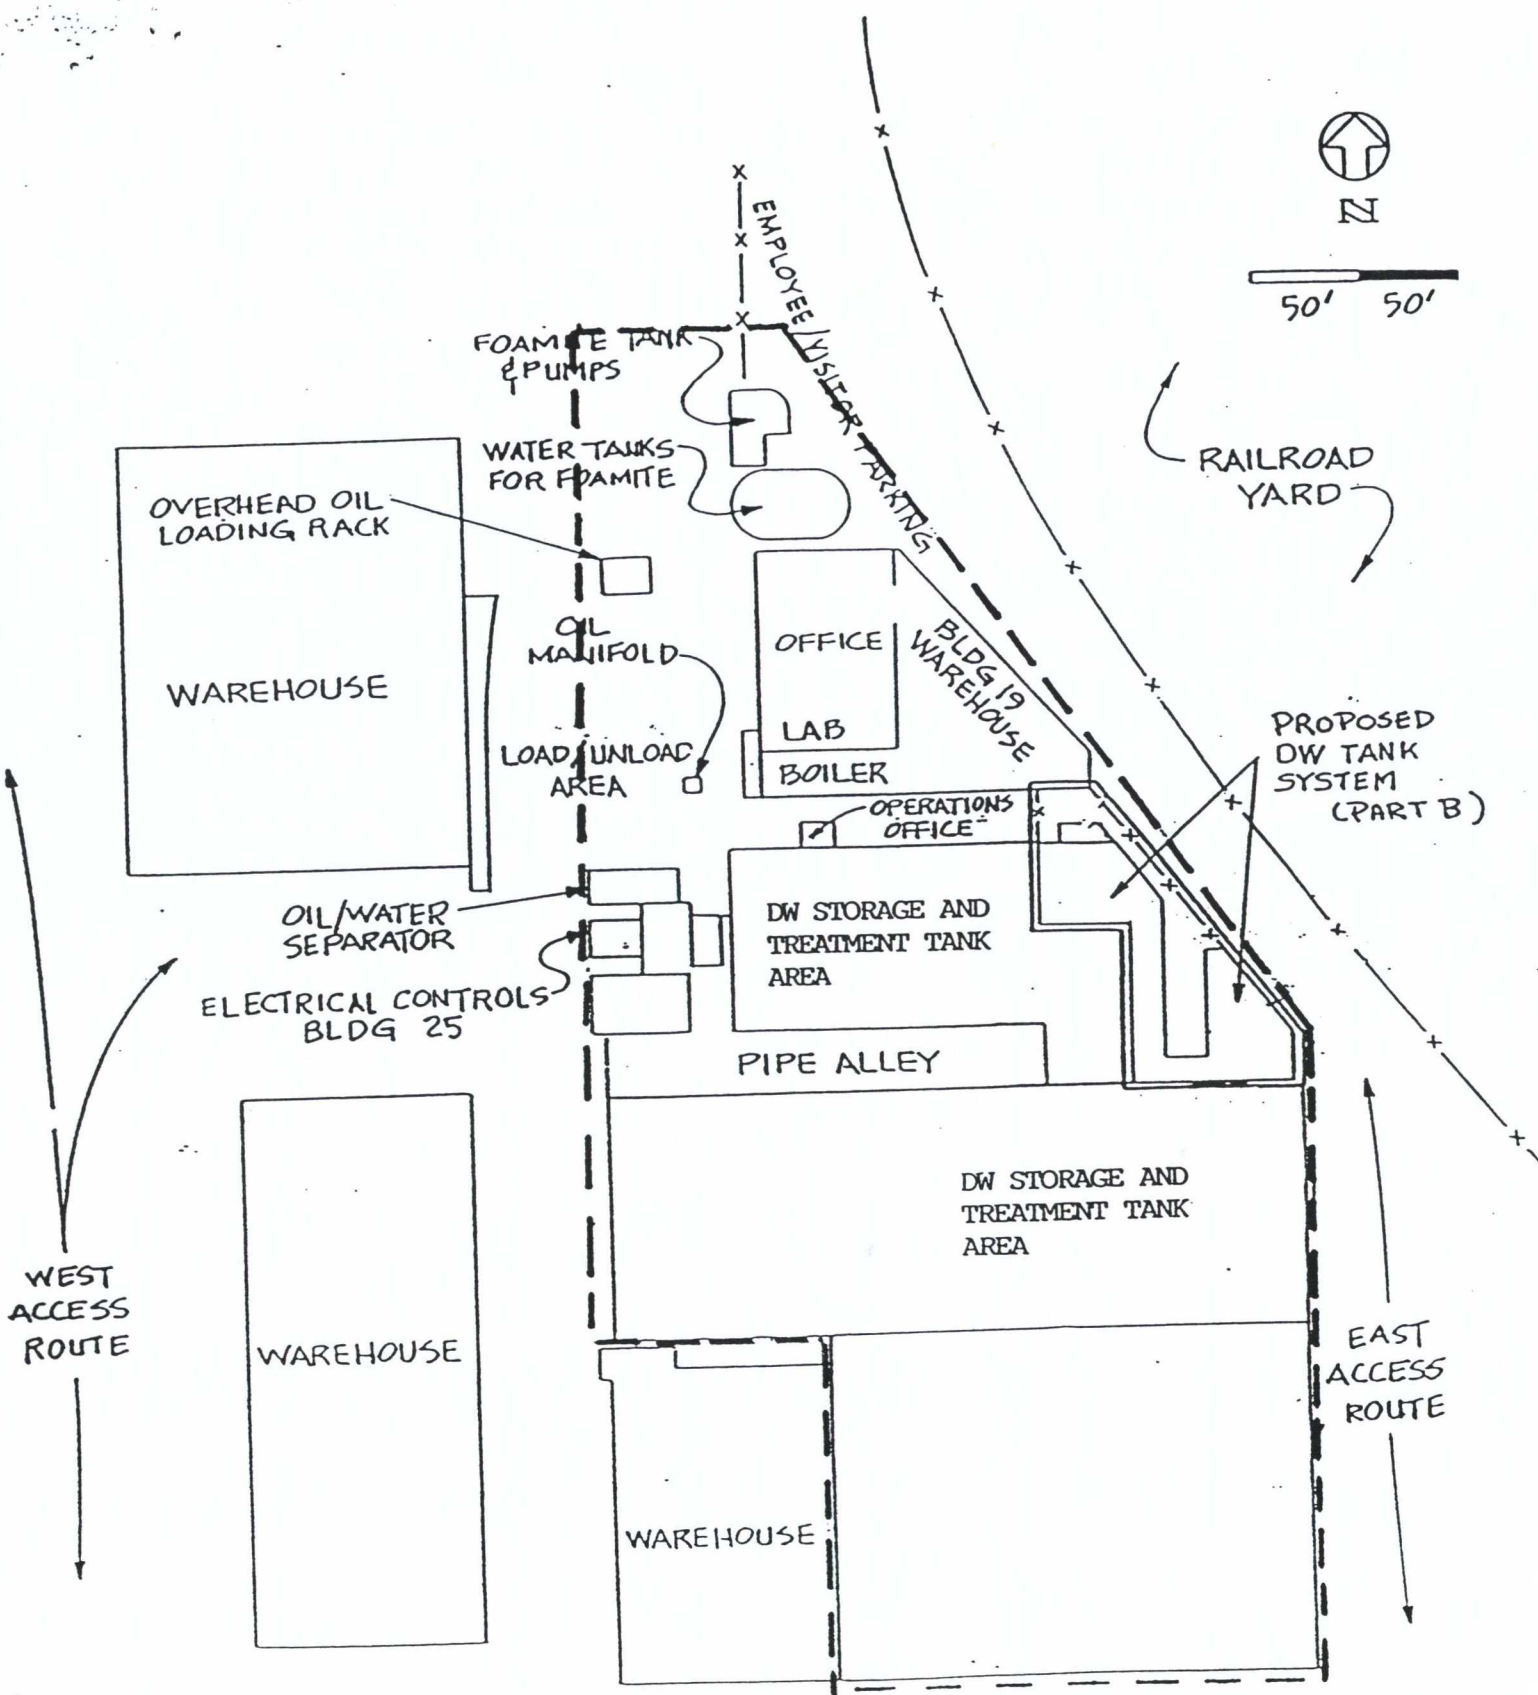 N
50' 50'
EMPLOYEE/VISITOR PARKING
FOAMITE TANK
& PUMPS
WATER TANKS
FOR FOAMITE
RAILROAD
YARD
OVERHEAD OIL
LOADING RACK
OIL
MANIFOLD
OFFICE
BLDG 19
WAREHOUSE
WAREHOUSE
LAB
BOILER
LOAD/UNLOAD
AREA
PROPOSED
DW TANK
SYSTEM
(PART B)
OPERATIONS
OFFICE
OIL/WATER
SEPARATOR
DW STORAGE AND
TREATMENT TANK
AREA
ELECTRICAL CONTROLS
BLDG 25
PIPE ALLEY
DW STORAGE AND
TREATMENT TANK
AREA
WEST
ACCESS
ROUTE
WAREHOUSE
EAST
ACCESS
ROUTE
WAREHOUSE